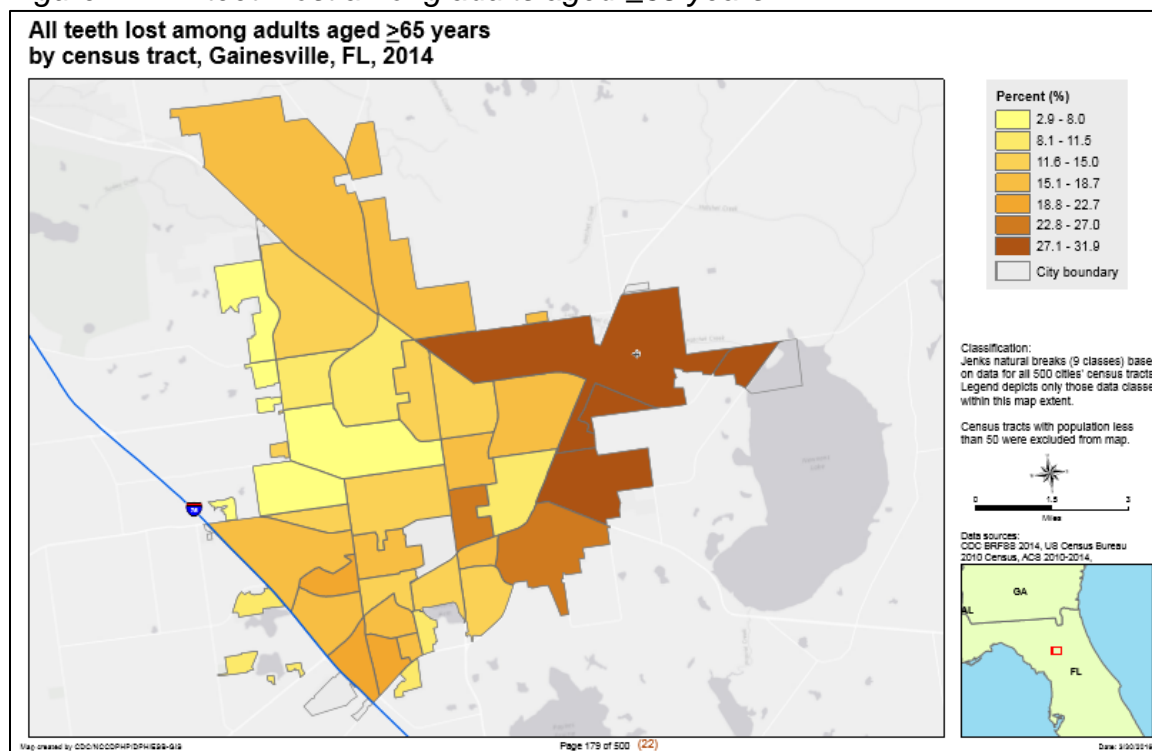 All teeth lost among adults aged >65 years
by census tract, Gainesville, FL, 2014
Percent (%)
2.9 - 8.0
8.1 - 11.5
11.6 - 15.0
15.1 - 18.7
18.8 - 22.7
22.8 - 27.0
27.1 - 31.9
City boundary
Classification:
Jenks natural breaks (9 classes) base
on data for all 500 cities' census tracts
Legend depicts only those data classe
within this map extent.
Census tracts with population less
than 50 were excluded from map.
0 1.5 3
Miles
Data sources:
CDC BRFSS 2014, US Census Bureau
2010 Census, ACS 2010-2014,
GA
AL
FL
Map created by CDC/NCCDPHP/DPH/ESB-GIS
Page 179 of 500 (22)